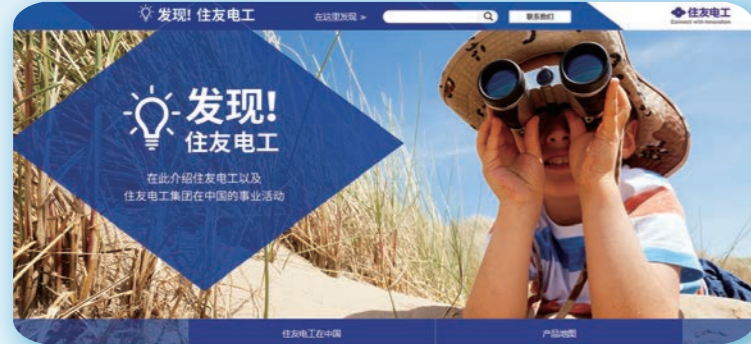 发现! 住友电工
在这里发现 >
联系我们
住友电工
Connect with Innovation
发现!
住友电工
在此介绍住友电工以及
住友电工集团在中国的事业活动
住友电工在中国
产品地图